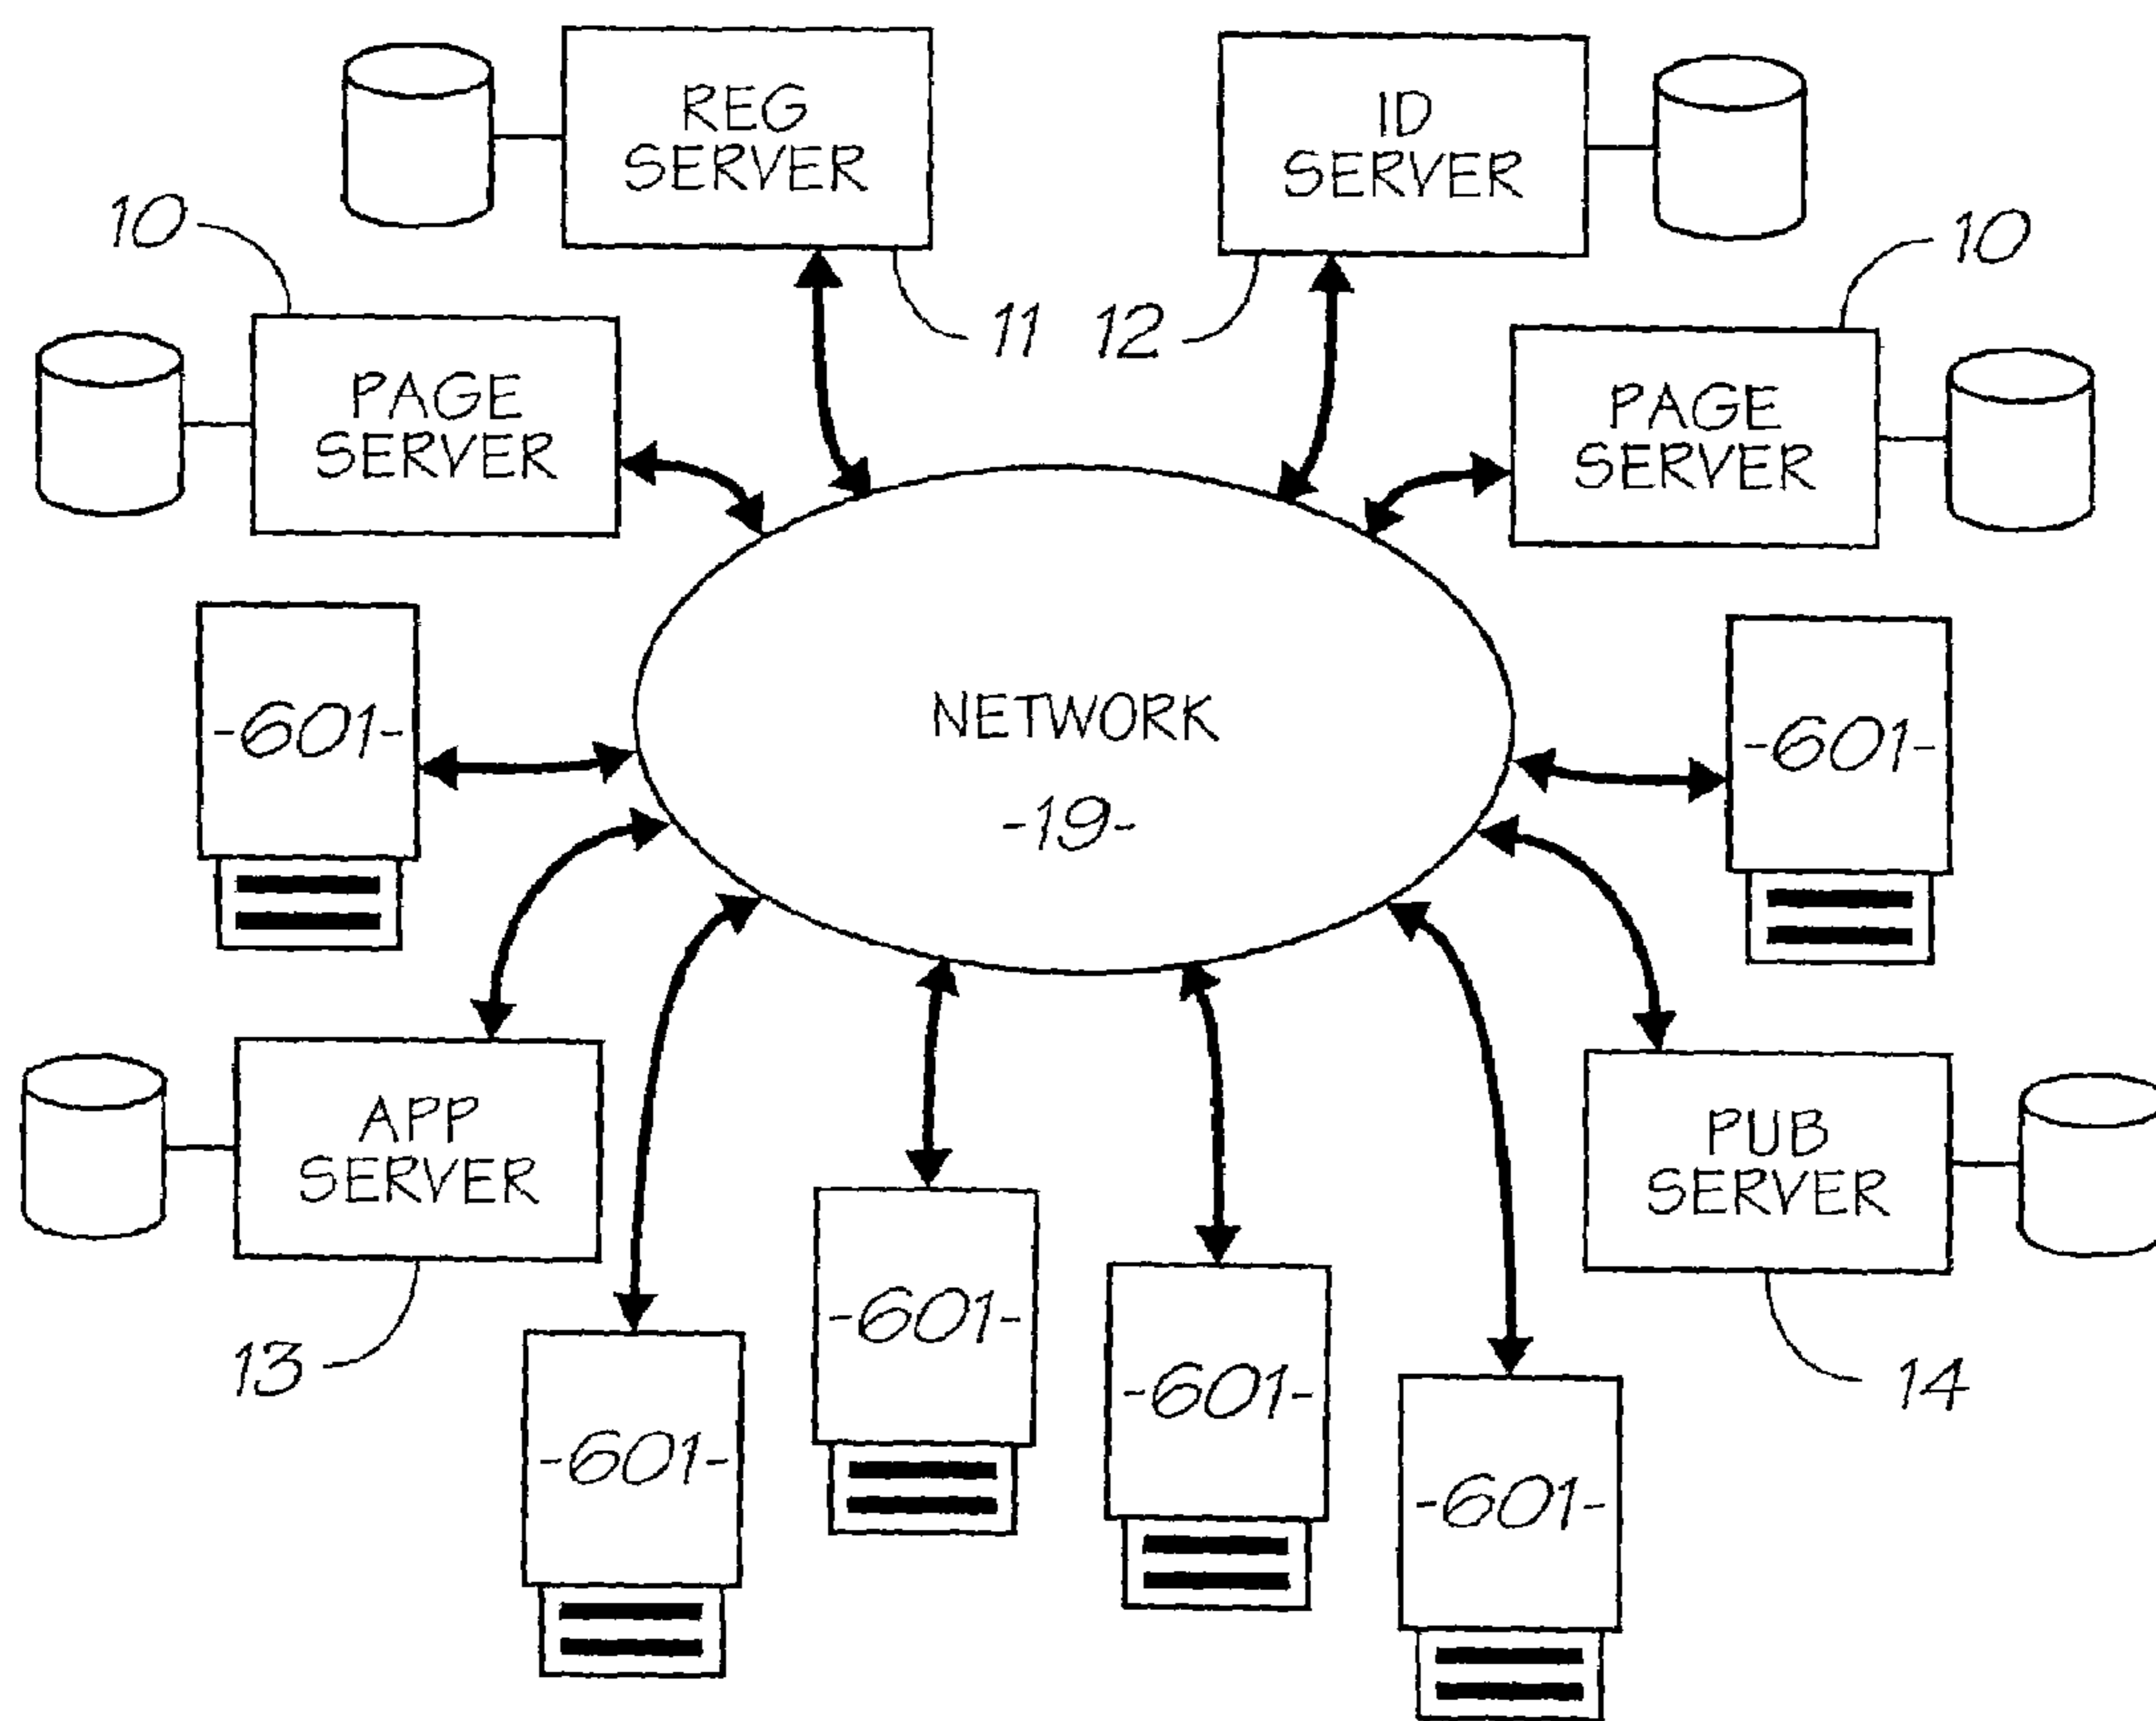 REG
SERVER
ID
SERVER
10
10
11
12
PAGE
SERVER
PAGE
SERVER
-601-
NETWORK
-19-
-601-
APP
SERVER
PUB
SERVER
13
-601-
-601-
-601-
-601-
14